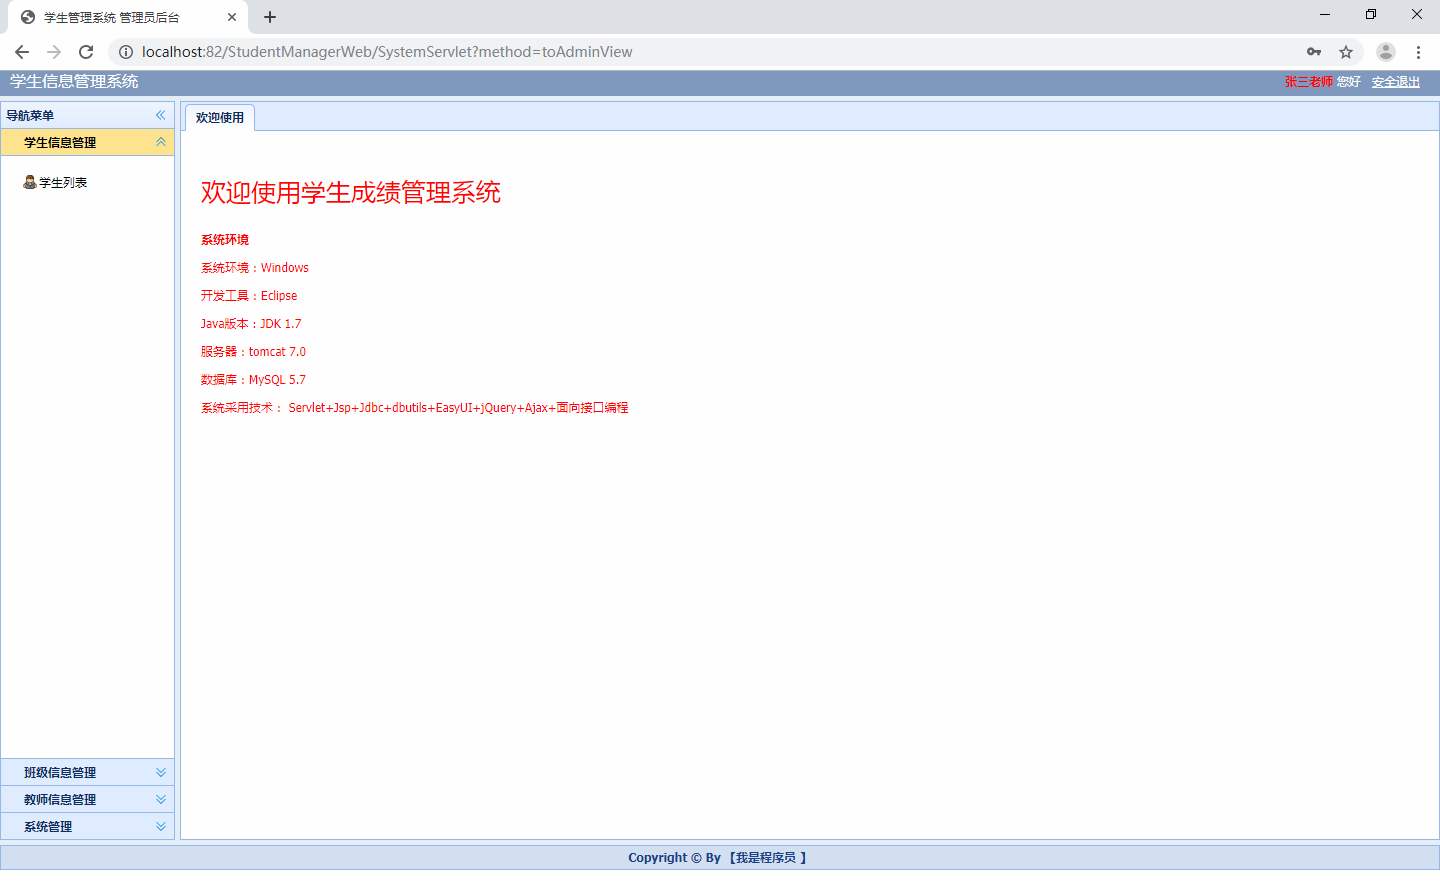 学生管理系统 管理员后台
localhost:82/StudentManagerWeb/SystemServlet?method=toAdminView
学生信息管理系统
张三老师 您好 安全退出
导航菜单
欢迎使用
学生信息管理
学生列表
欢迎使用学生成绩管理系统
系统环境
系统环境：Windows
开发工具：Eclipse
Java版本：JDK 1.7
服务器：tomcat 7.0
数据库：MySQL 5.7
系统采用技术： Servlet+Jsp+Jdbc+dbutils+EasyUI+jQuery+Ajax+面向接口编程
班级信息管理
教师信息管理
系统管理
Copyright © By 【我是程序员 】